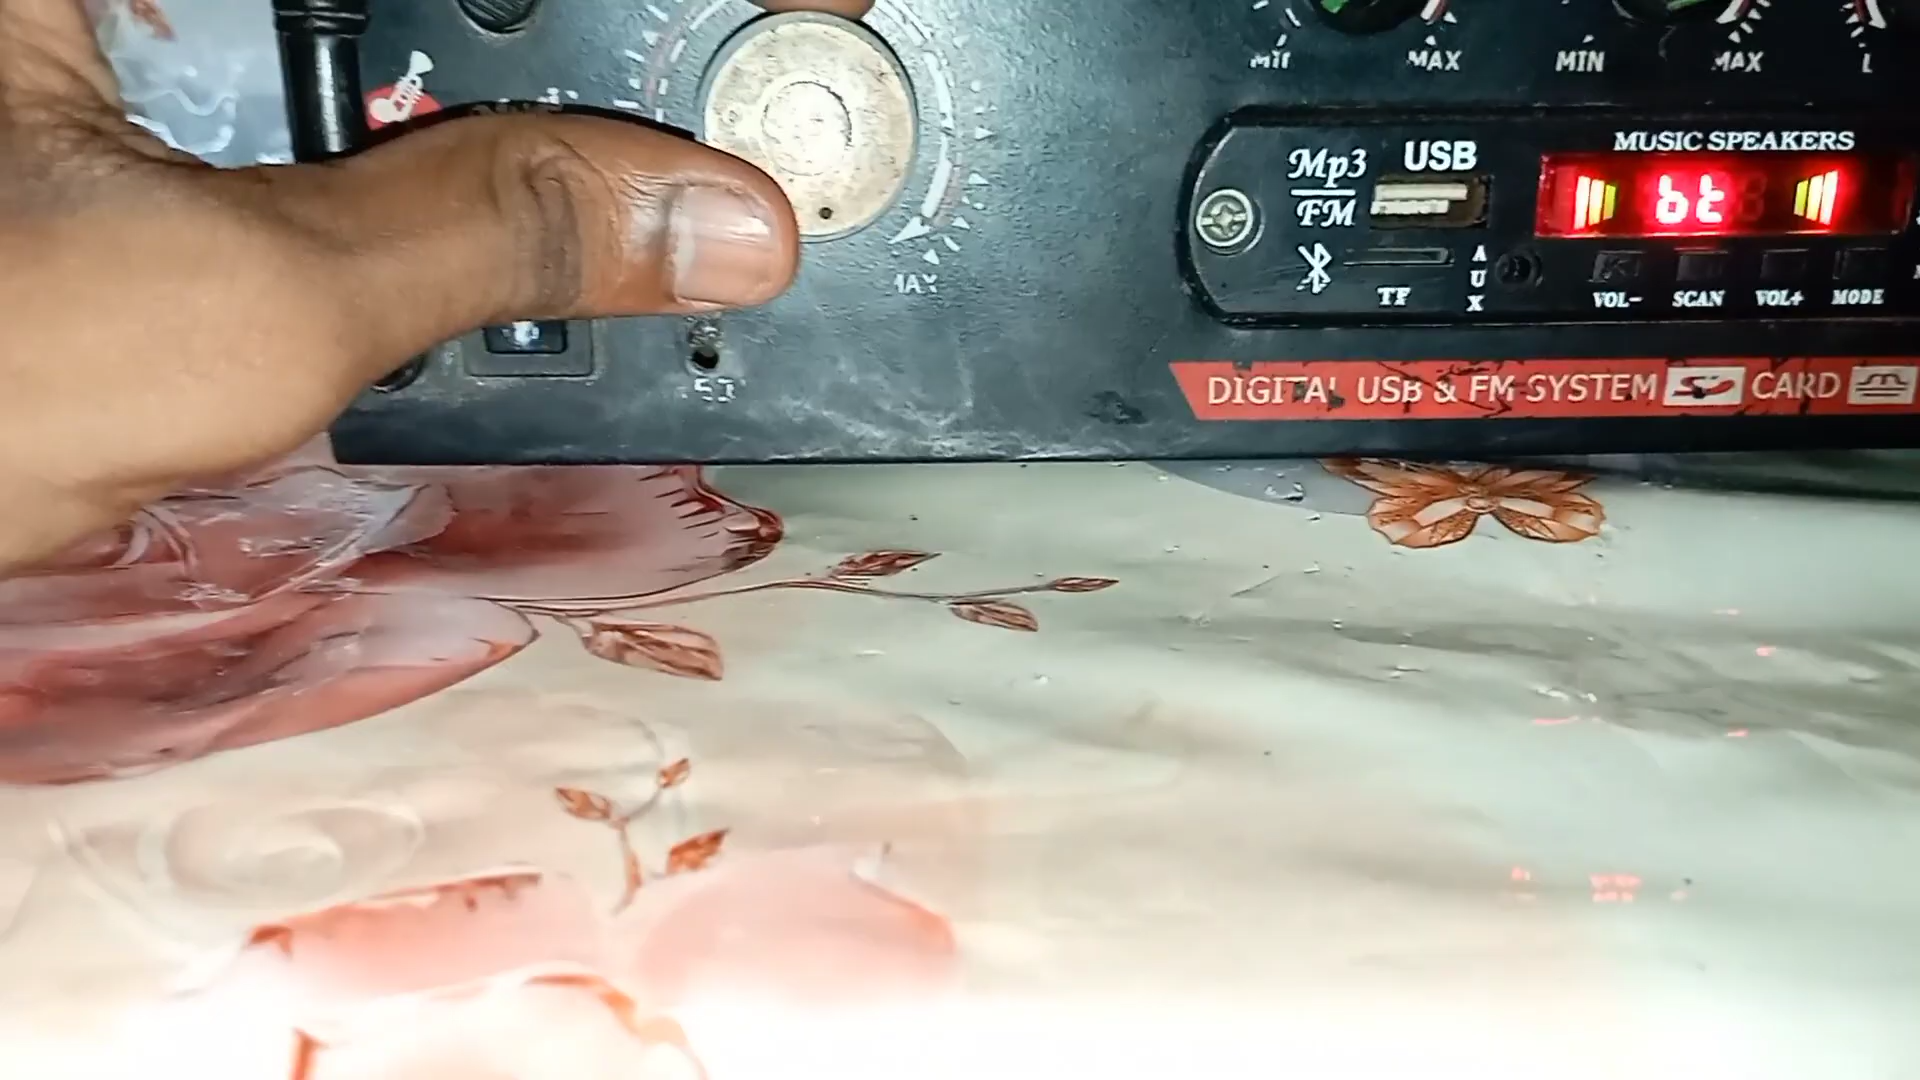 MAX
MIN
MAX
L
MUSIC SPEAKERS
Mp3
FM
USB
bt
AUX
TF
VOL-
SCAN
VOL+
MODE
DIGITAL USB & FM SYSTEM SD CARD